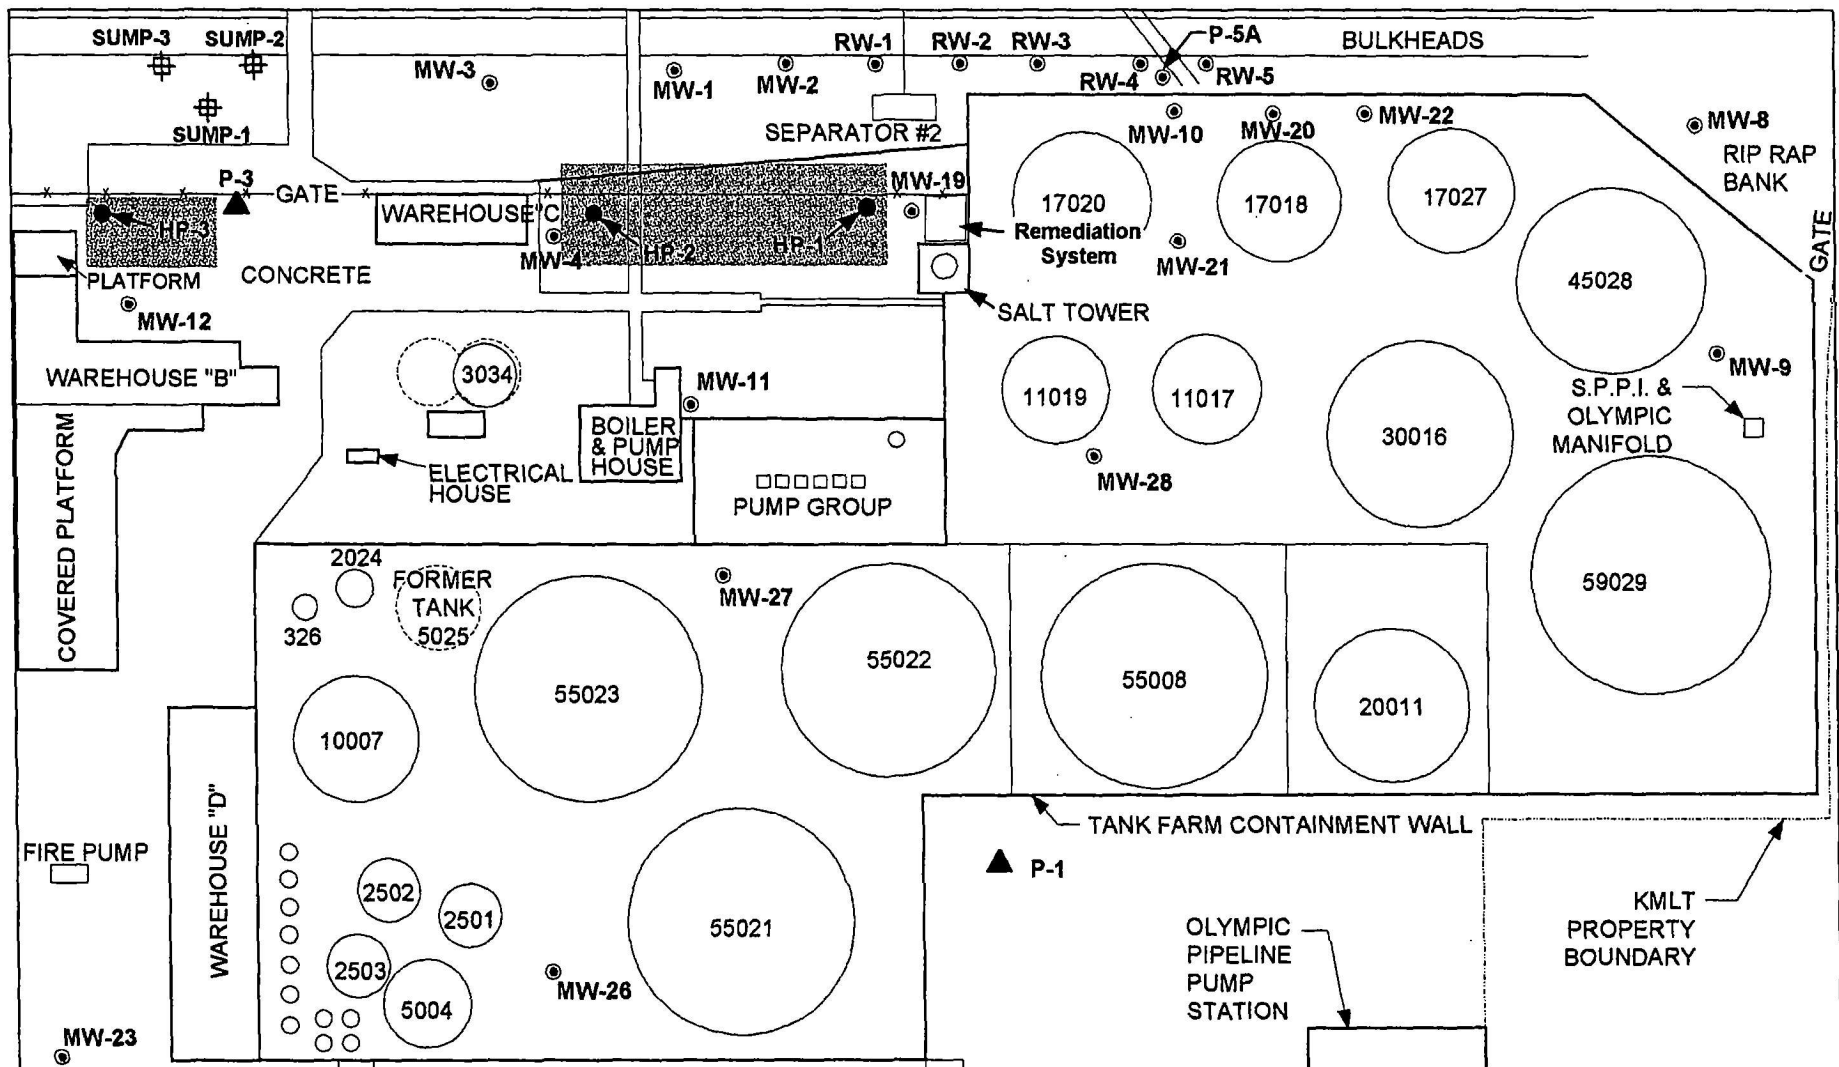 SUMP-3
SUMP-2
RW-1
RW-2
RW-3
P-5A
BULKHEADS
MW-3
MW-1
MW-2
RW-4
RW-5
SUMP-1
SEPARATOR #2
MW-10
MW-20
MW-22
MW-8
RIP RAP
BANK
P-3
GATE
MW-19
WAREHOUSE"C
17020
17018
17027
HP-3
HP-2
HP-1
MW-4
Remediation
System
MW-21
GATE
PLATFORM
CONCRETE
45028
MW-12
SALT TOWER
WAREHOUSE "B"
3034
MW-11
11019
11017
MW-9
S.P.P.I. &
OLYMPIC
MANIFOLD
30016
BOILER
& PUMP
HOUSE
ELECTRICAL
HOUSE
MW-28
PUMP GROUP
COVERED PLATFORM
2024
FORMER
TANK
5025
326
MW-27
59029
55023
55022
55008
20011
10007
WAREHOUSE "D"
TANK FARM CONTAINMENT WALL
FIRE PUMP
P-1
2502
2501
55021
KMLT
PROPERTY
BOUNDARY
OLYMPIC
PIPELINE
PUMP
STATION
2503
5004
MW-26
MW-23